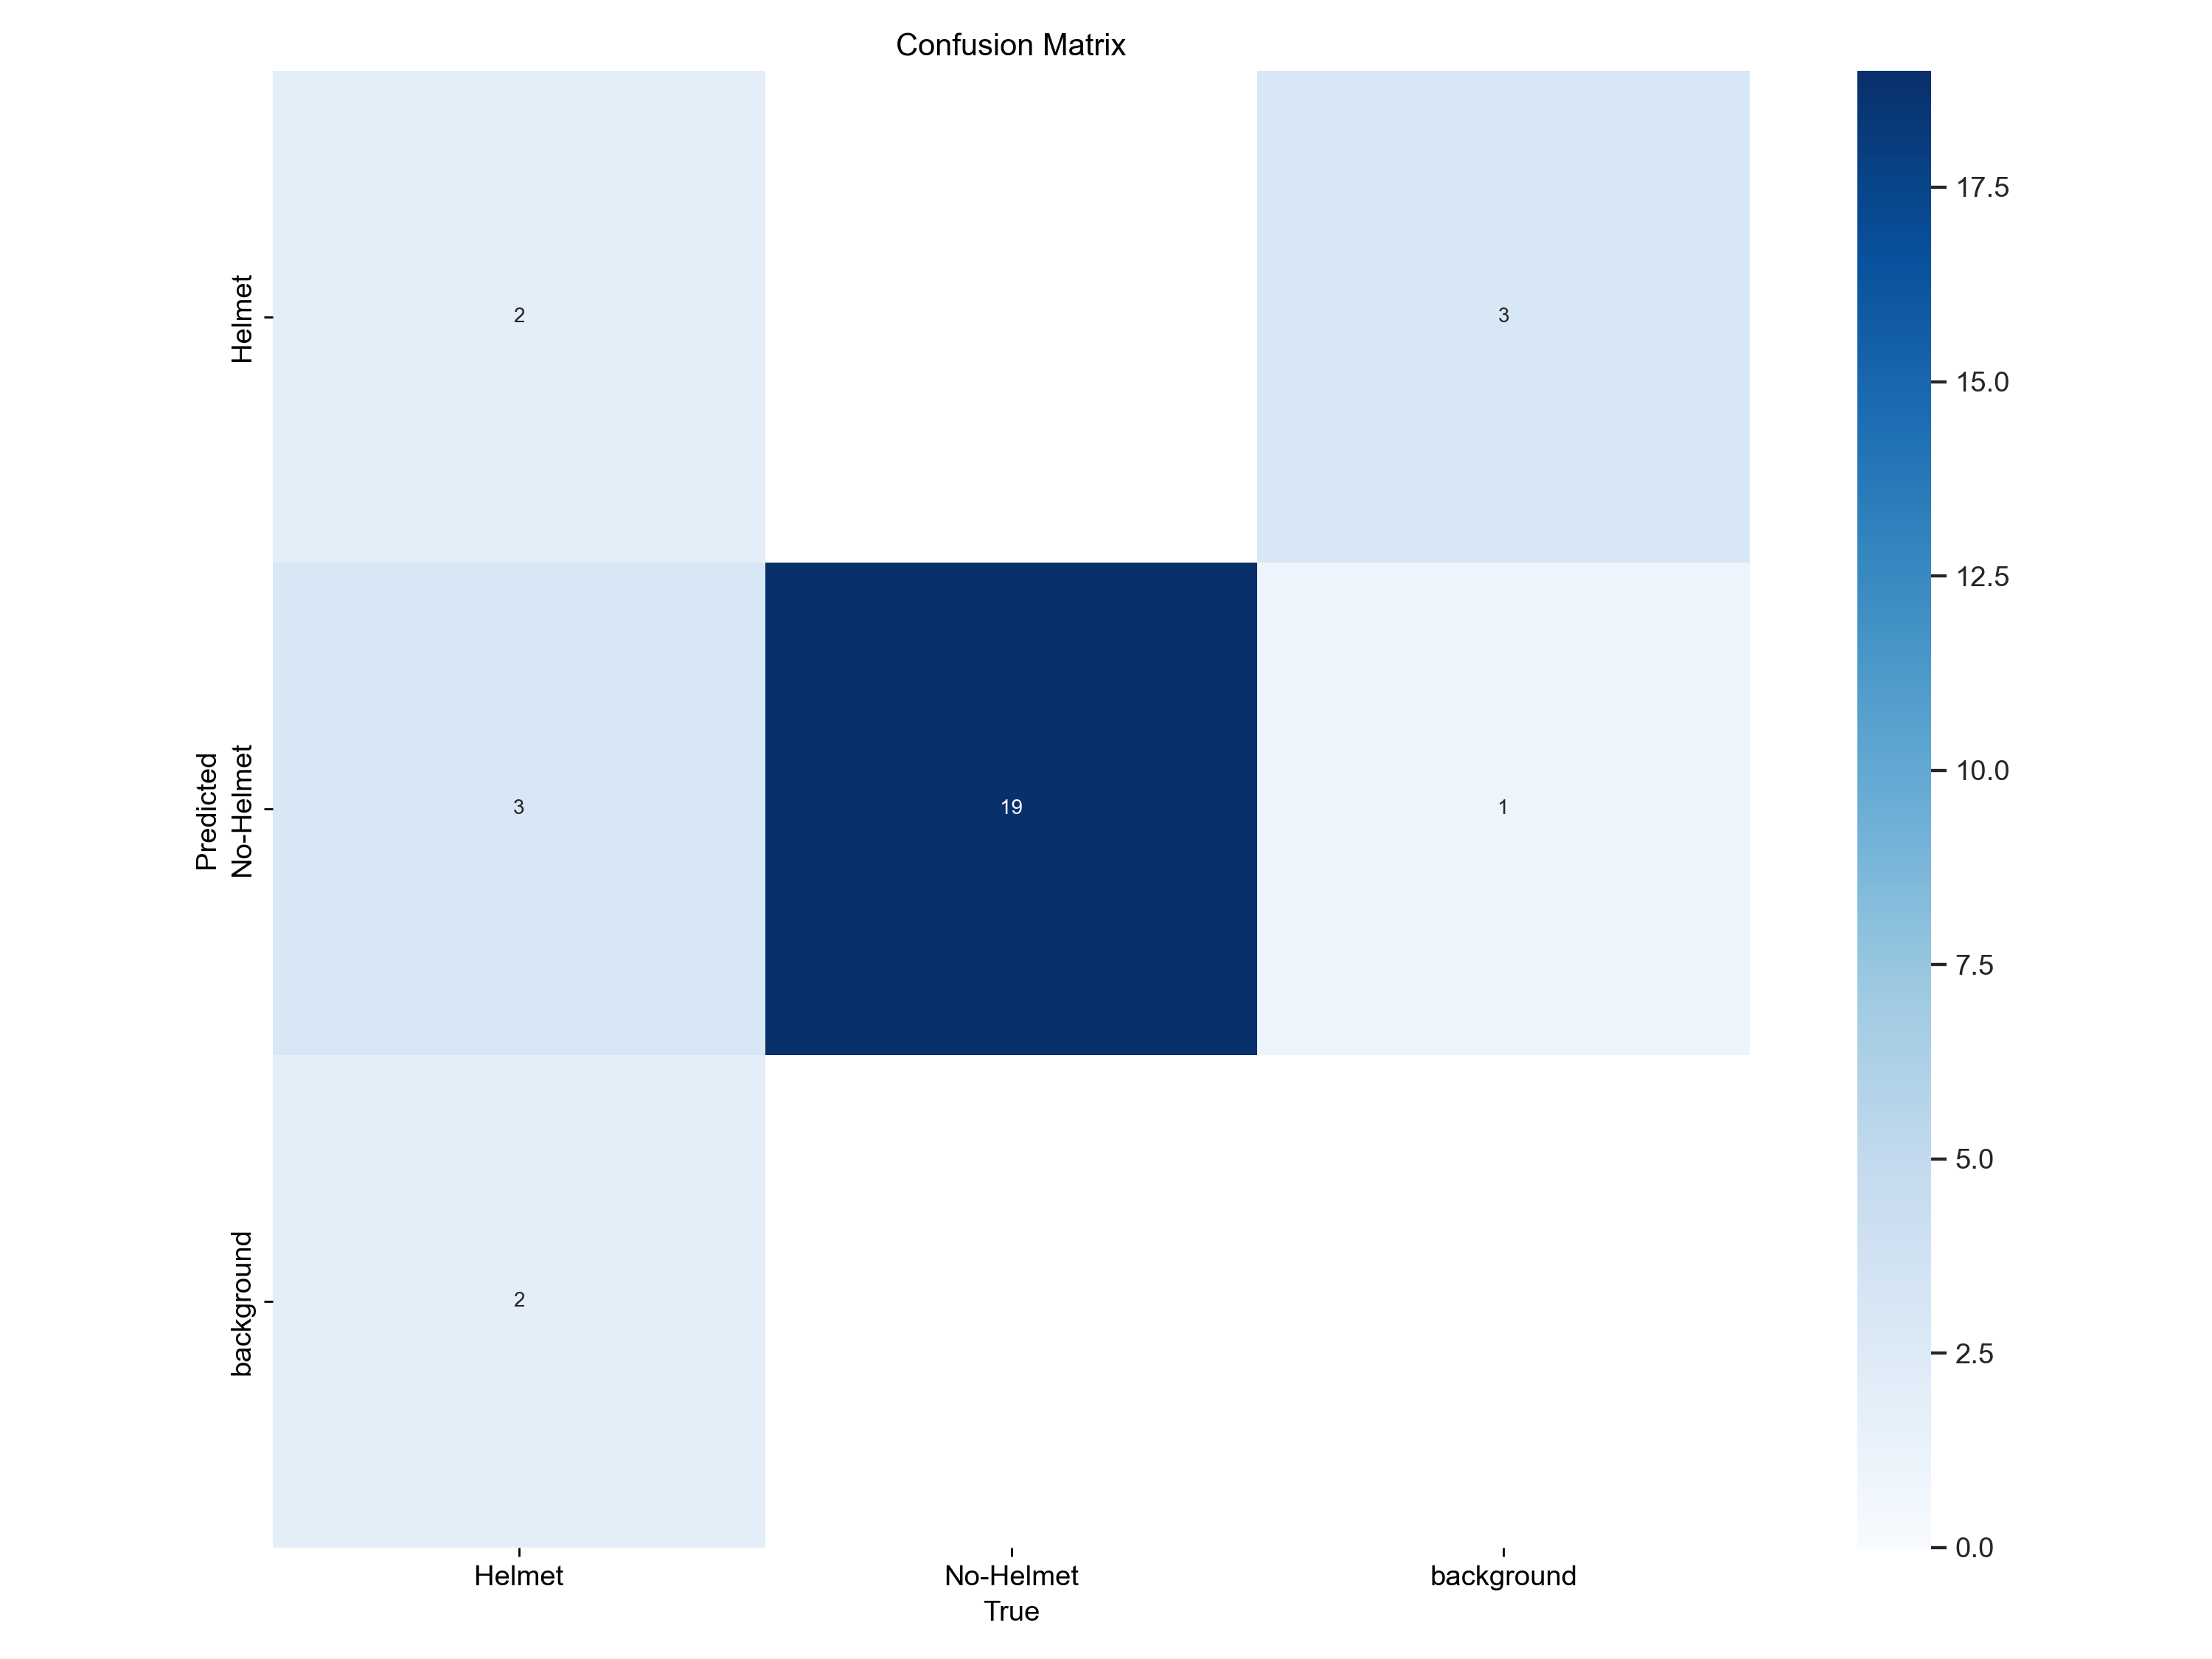 Confusion Matrix
Helmet
No-Helmet
background
Predicted
2
3
3
19
1
2
Helmet
No-Helmet
background
True
17.5
15.0
12.5
10.0
7.5
5.0
2.5
0.0